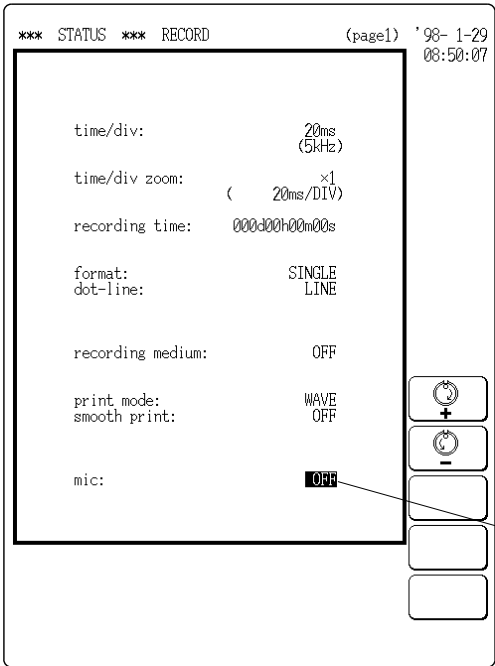 *** STATUS *** RECORD (page1) '98- 1-29
08:50:07
time/div: 20ms
(5kHz)
time/div zoom: ×1
( 20ms/DIV)
recording time: 000d00h00m00s
format: SINGLE
dot-line: LINE
recording medium: OFF
print mode: WAVE
smooth print: OFF
mic: OFF
+
−